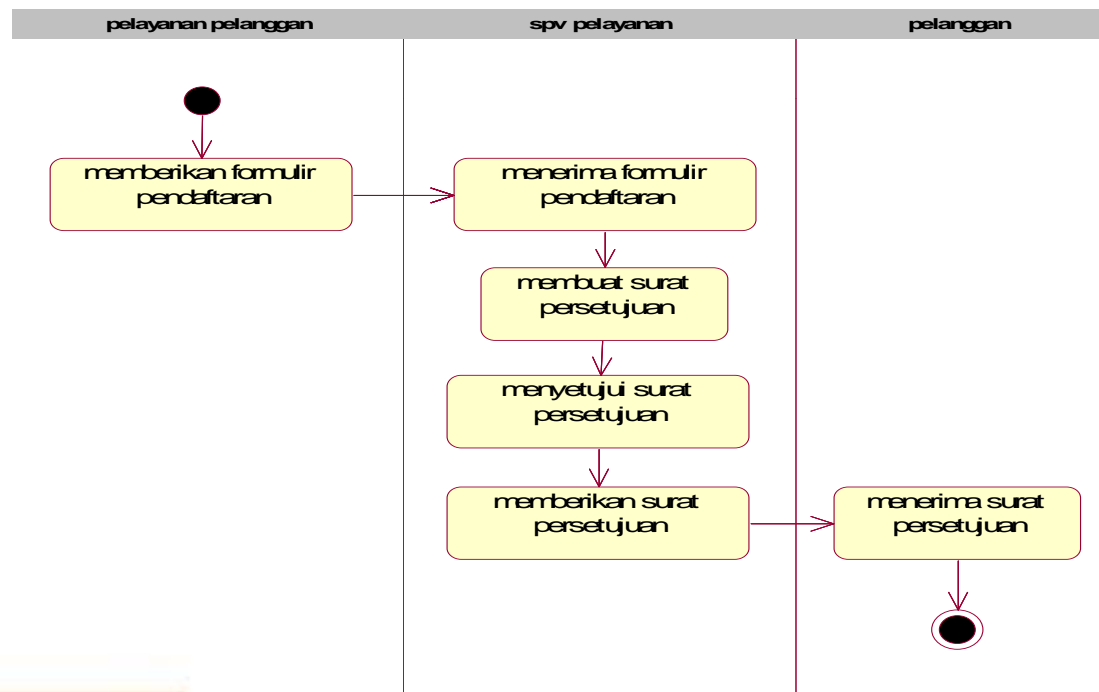 pelayanan pelanggan
spv pelayanan
pelanggan
memberikan formulir
pendaftaran
menerima formulir
pendaftaran
membuat surat
persetujuan
menyetujui surat
persetujuan
memberikan surat
persetujuan
menerima surat
persetujuan